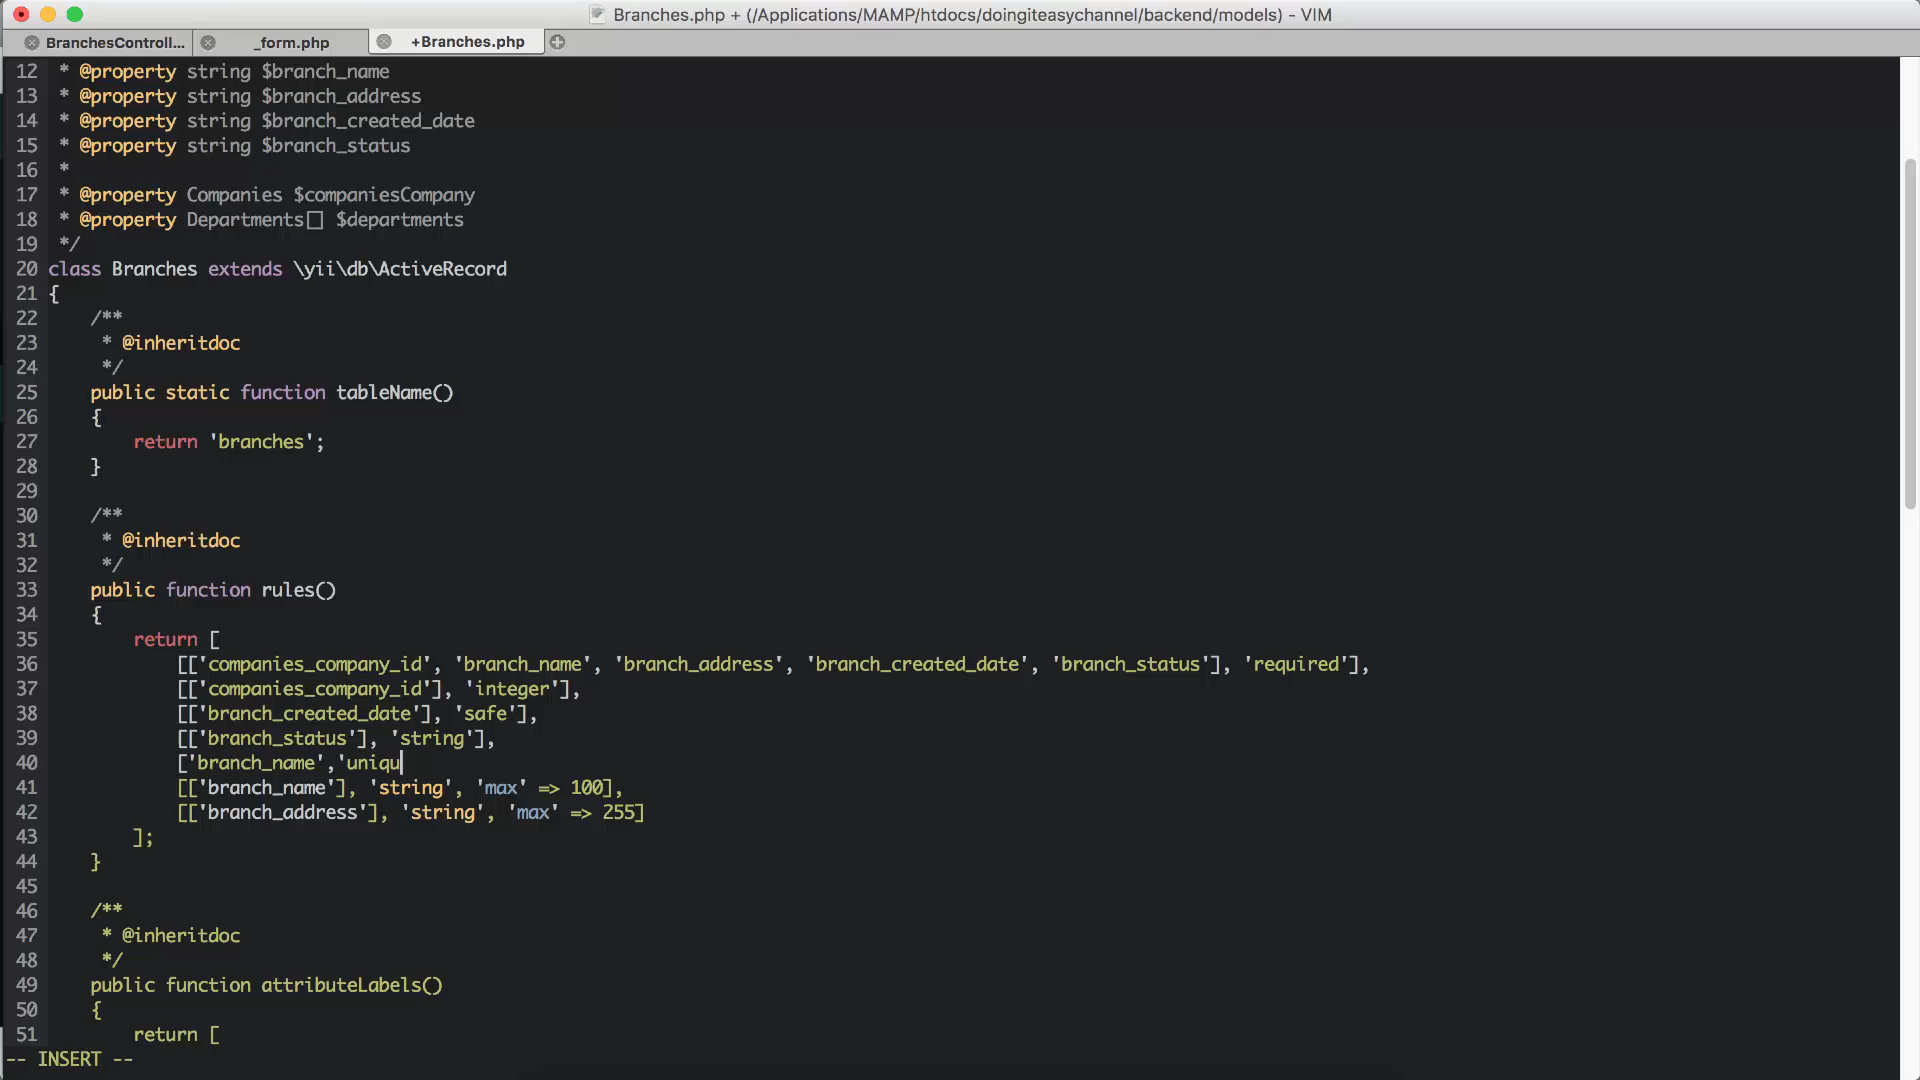 Branches.php + (/Applications/MAMP/htdocs/doingiteasychannel/backend/models) - VIM
BranchesControll... _form.php +Branches.php
12 * @property string $branch_name
13 * @property string $branch_address
14 * @property string $branch_created_date
15 * @property string $branch_status
16 *
17 * @property Companies $companiesCompany
18 * @property Departments[] $departments
19 */
20 class Branches extends \yii\db\ActiveRecord
21 {
22 /**
23 * @inheritdoc
24 */
25 public static function tableName()
26 {
27 return 'branches';
28 }
29
30 /**
31 * @inheritdoc
32 */
33 public function rules()
34 {
35 return [
36 [['companies_company_id', 'branch_name', 'branch_address', 'branch_created_date', 'branch_status'], 'required'],
37 [['companies_company_id'], 'integer'],
38 [['branch_created_date'], 'safe'],
39 [['branch_status'], 'string'],
40 ['branch_name','uniqu
41 [['branch_name'], 'string', 'max' => 100],
42 [['branch_address'], 'string', 'max' => 255]
43 ];
44 }
45
46 /**
47 * @inheritdoc
48 */
49 public function attributeLabels()
50 {
51 return [
-- INSERT --